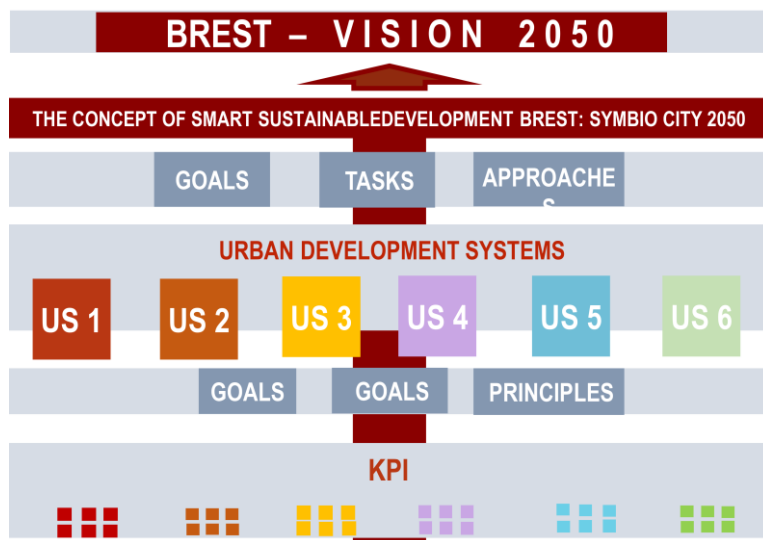 BREST – VISION 2050
THE CONCEPT OF SMART SUSTAINABLEDEVELOPMENT BREST: SYMBIO CITY 2050
GOALS TASKS APPROACHE
S
URBAN DEVELOPMENT SYSTEMS
US 1 US 2 US 3 US 4 US 5 US 6
GOALS GOALS PRINCIPLES
KPI